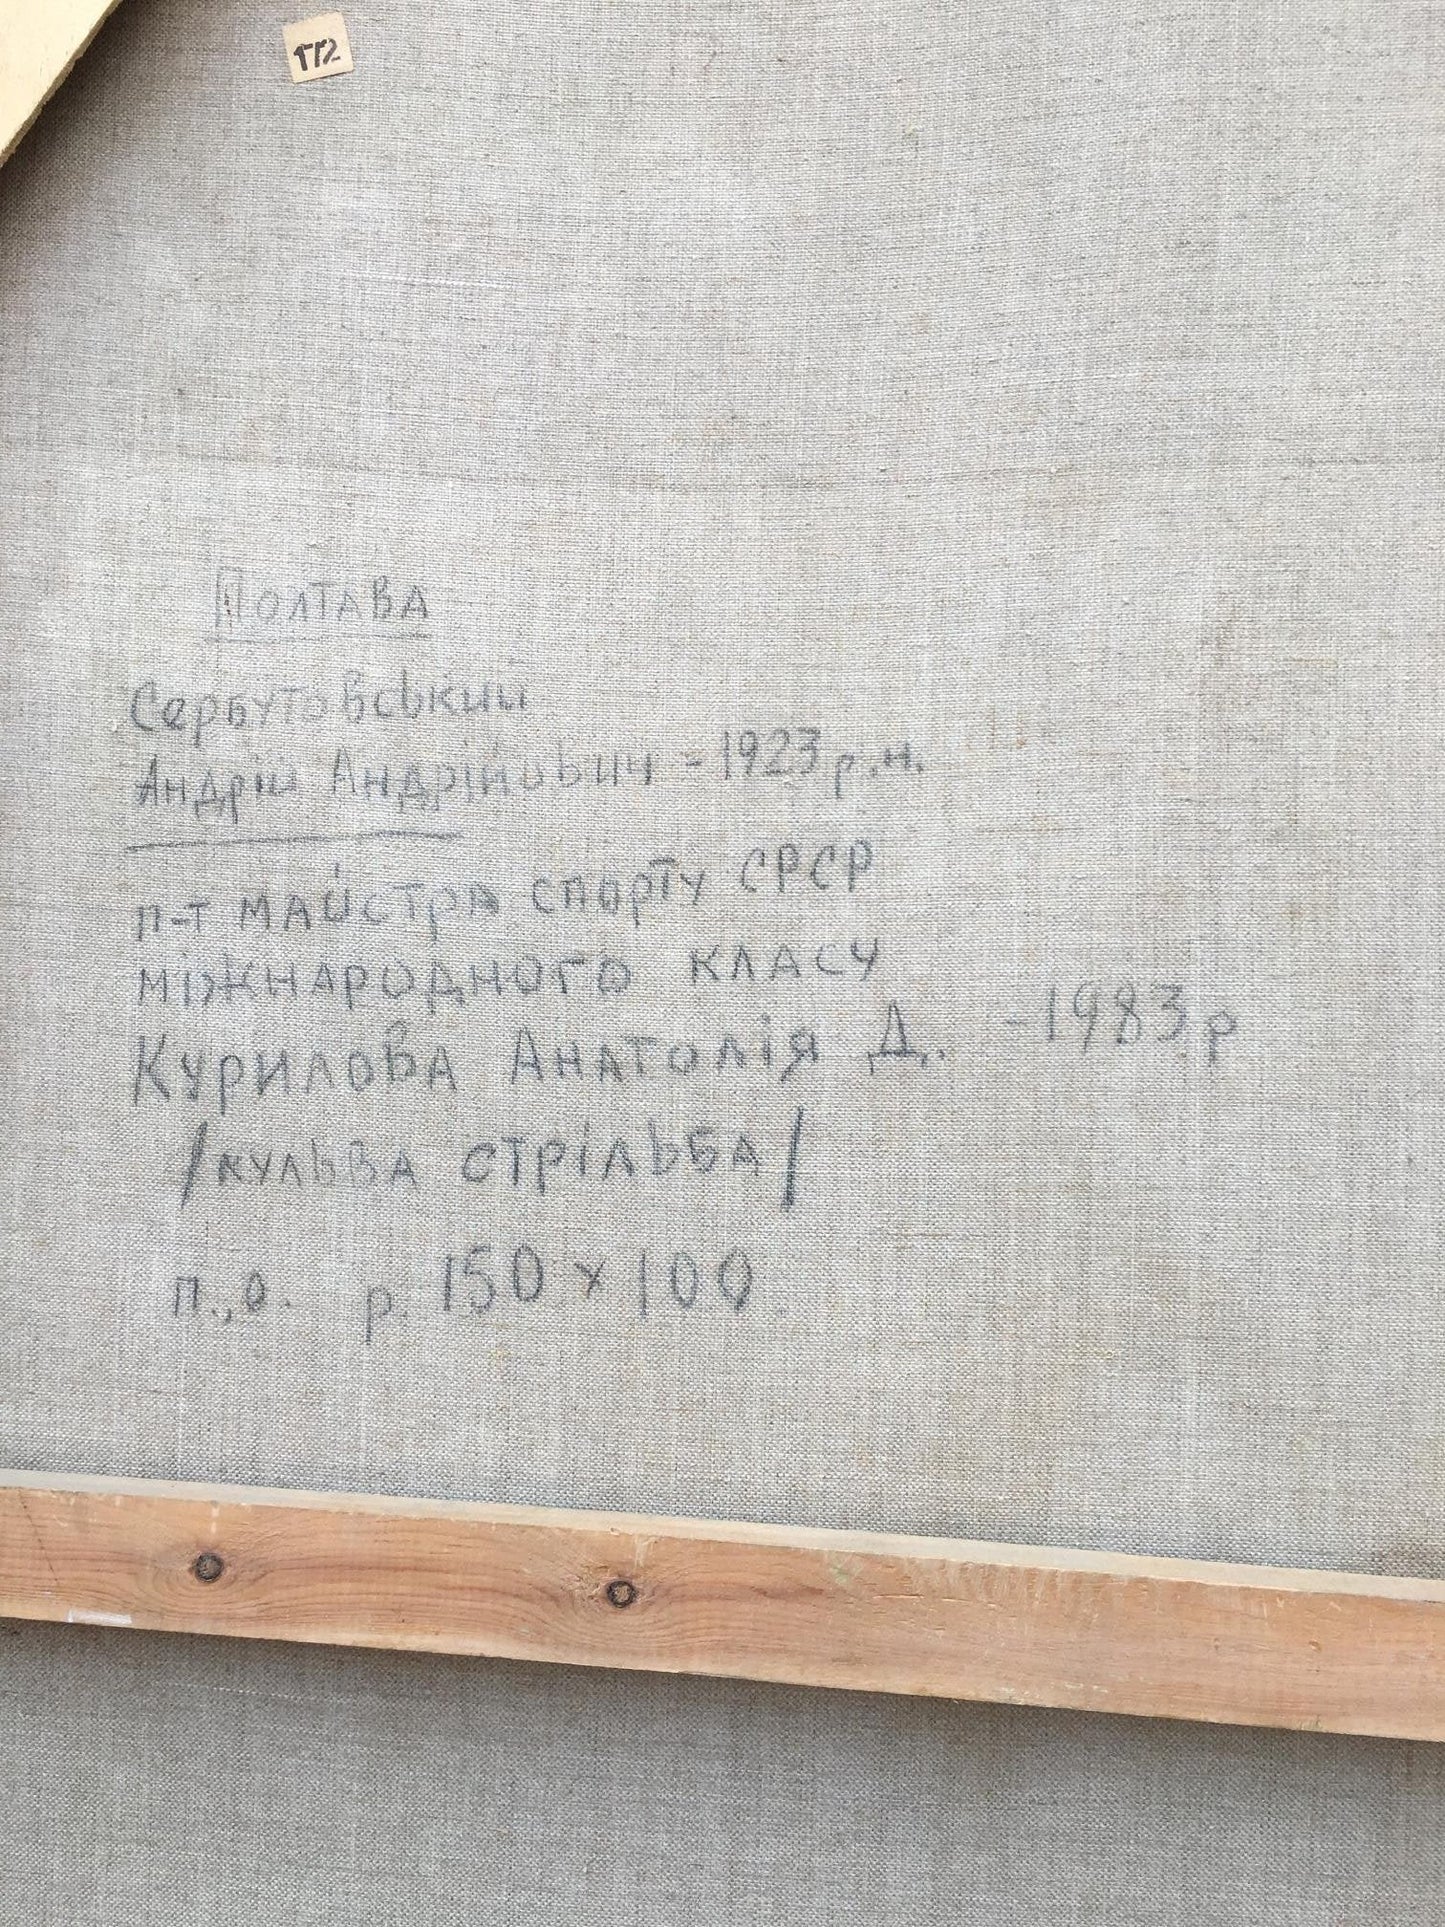 172
Полтава
Сербутовський
Андрій Андрійович - 1923 р.н.
п-т майстра спорту СРСР
міжнародного класу
Курилова Анатолія Д. - 1983 р
/кульва стрільба/
п.,о. р. 150 х 100